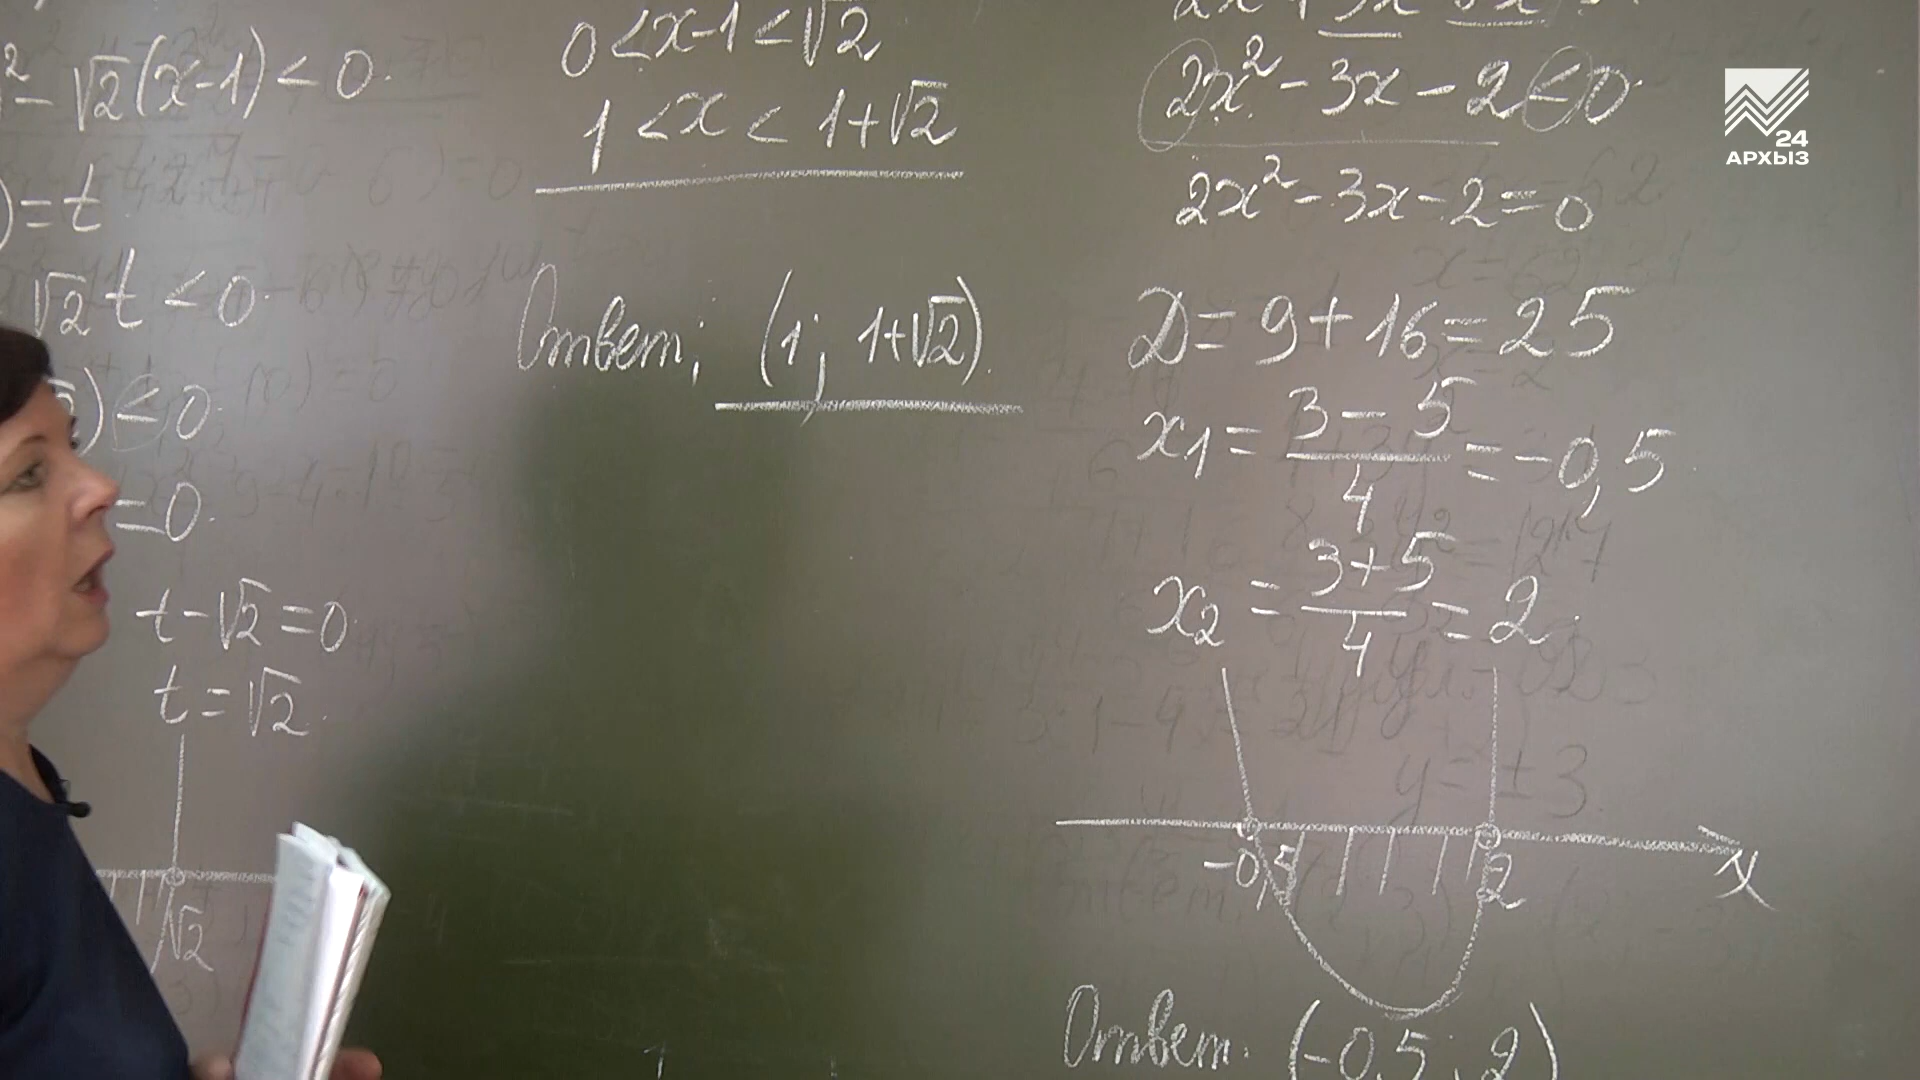 ² - √2(x-1) < 0.
) = t
√2 t < 0.
) < 0.
= 0.
t - √2 = 0
t = √2.
√2
0 < x-1 < √2
1 < x < 1+√2
Ответ; (1; 1+√2).
2x² - 3x - 2 < 0.
2x² - 3x - 2 = 0
D = 9 + 16 = 25
x₁ = (3 - 5)/4 = -0,5
x₂ = (3 + 5)/4 = 2.
-0,5 2 x
Ответ: (-0,5; 2)
24
АРХЫЗ